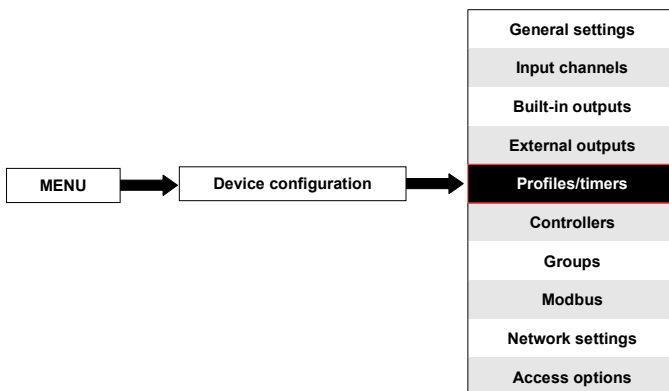 General settings
Input channels
Built-in outputs
External outputs
MENU
Device configuration
Profiles/timers
Controllers
Groups
Modbus
Network settings
Access options